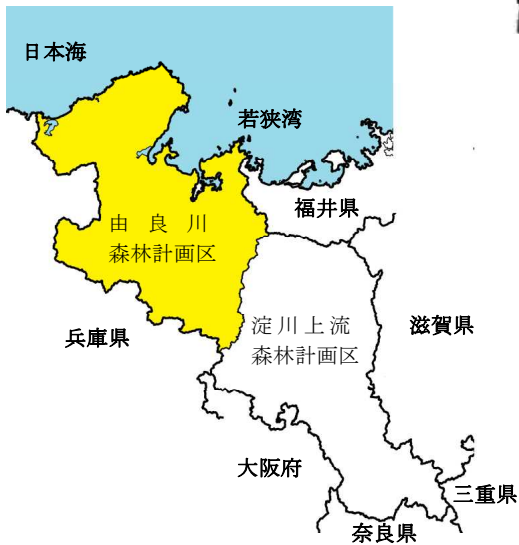 日本海
若狭湾
福井県
由良川
森林計画区
淀川上流
森林計画区
滋賀県
兵庫県
大阪府
三重県
奈良県